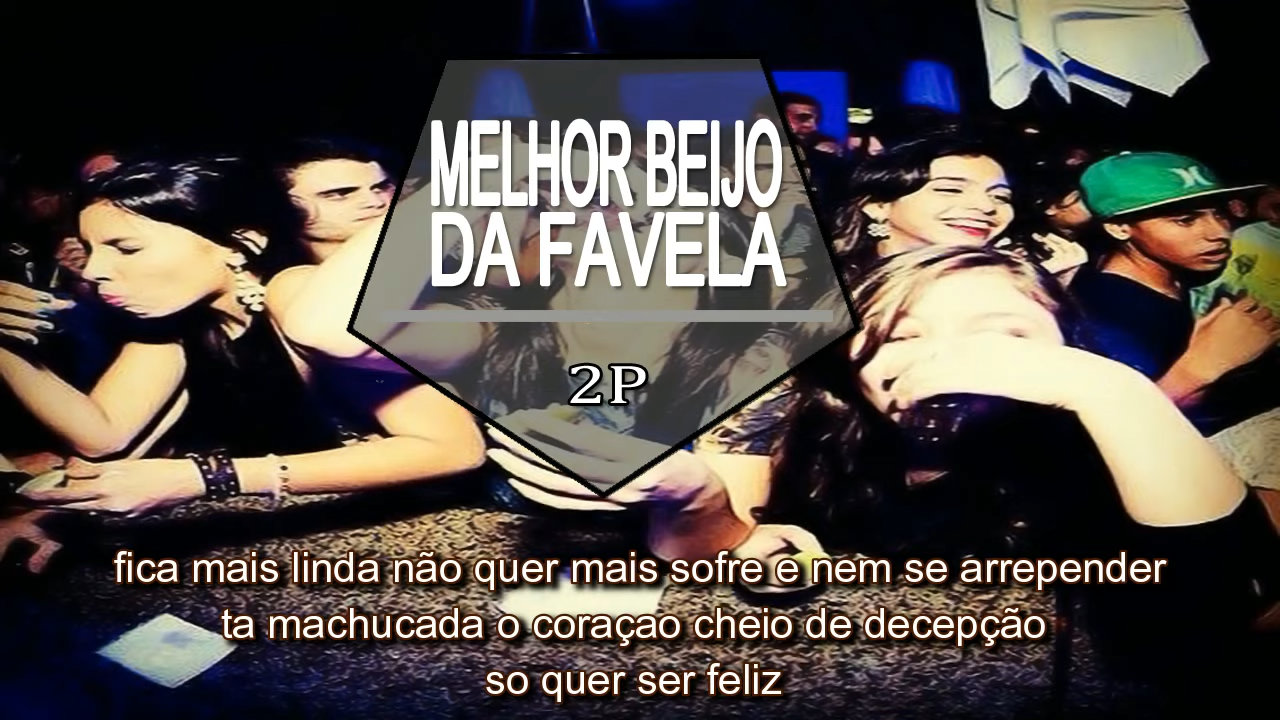 MELHOR BEIJO
DA FAVELA
2P
fica mais linda não quer mais sofre e nem se arrepender
ta machucada o coraçao cheio de decepção
so quer ser feliz